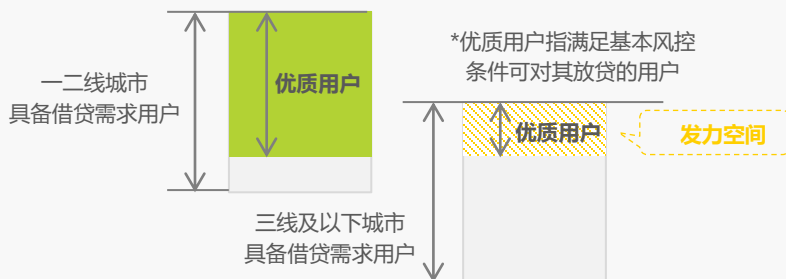 一二线城市
具备借贷需求用户
优质用户
*优质用户指满足基本风控
条件可对其放贷的用户
优质用户
发力空间
三线及以下城市
具备借贷需求用户